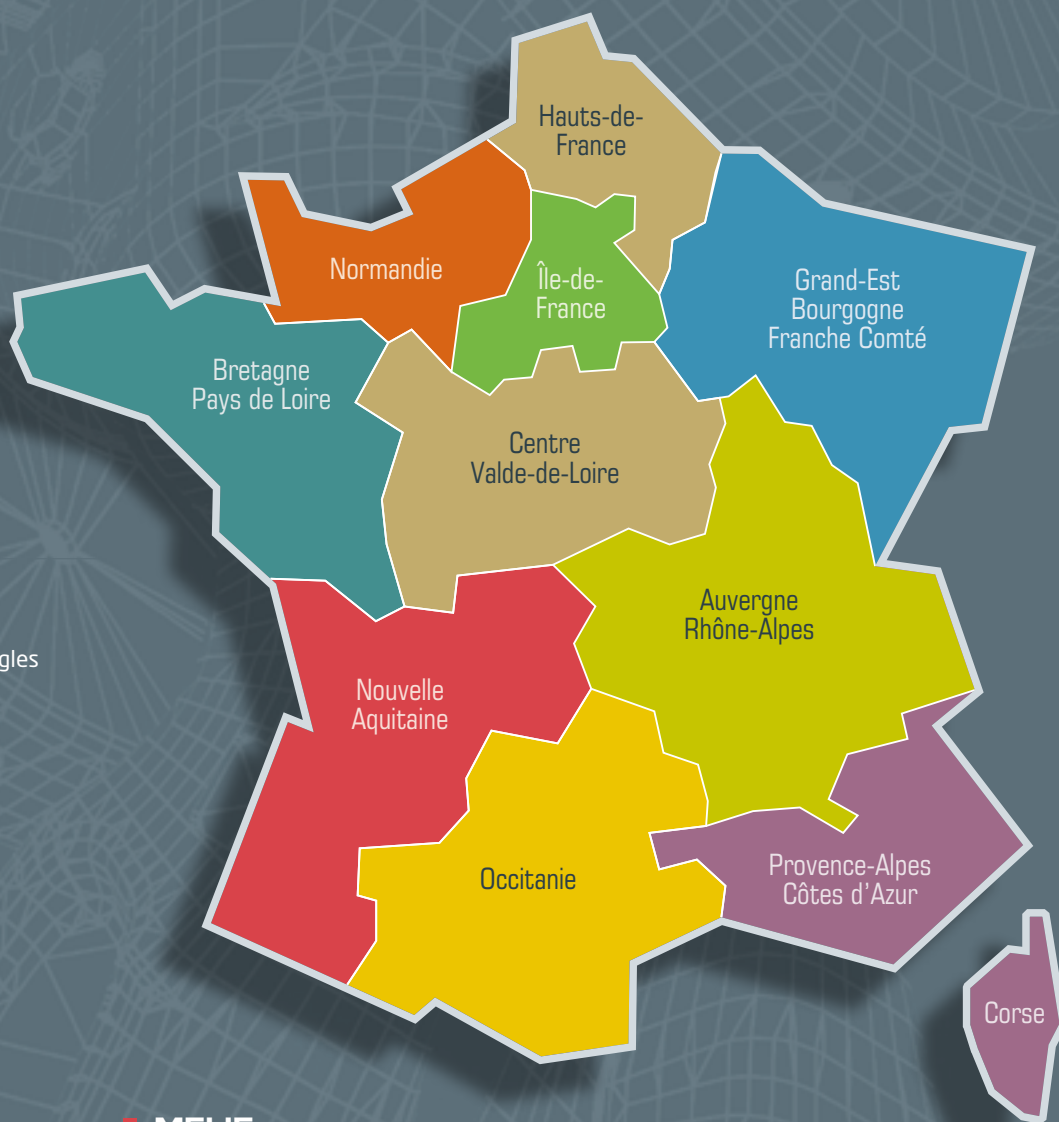 Hauts-de-
France
Normandie
Île-de-
France
Grand-Est
Bourgogne
Franche Comté
Bretagne
Pays de Loire
Centre
Valde-de-Loire
Auvergne
Rhône-Alpes
gles
Nouvelle
Aquitaine
Occitanie
Provence-Alpes
Côtes d'Azur
Corse